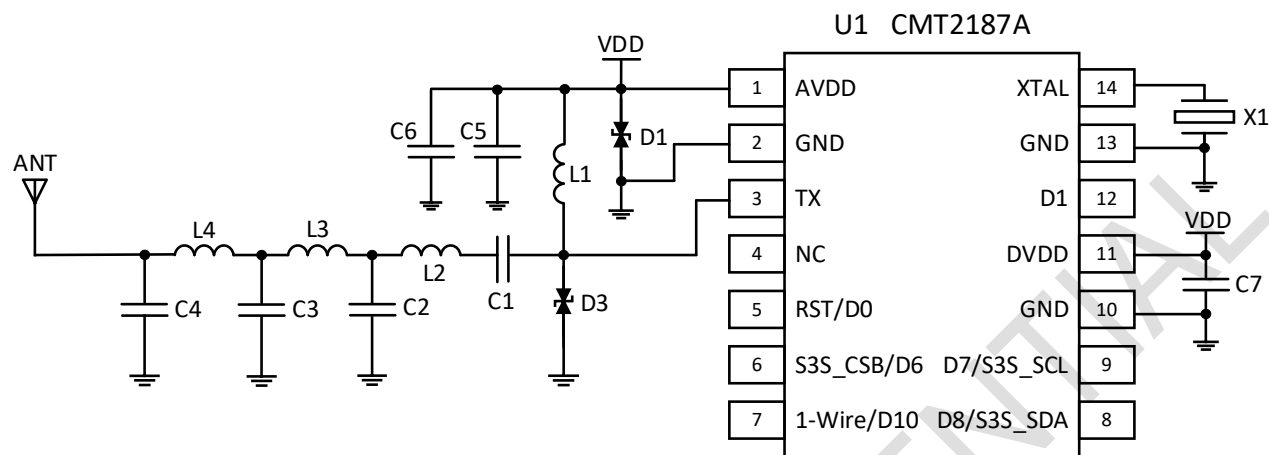 U1 CMT2187A
VDD
1 AVDD XTAL 14
X1
C6 C5 D1
2 GND GND 13
ANT
L1
3 TX D1 12
VDD
L4 L3 L2
4 NC DVDD 11
C1
C7
C4 C3 C2 D3
5 RST/D0 GND 10
6 S3S_CSB/D6 D7/S3S_SCL 9
7 1-Wire/D10 D8/S3S_SDA 8
ENTIAL